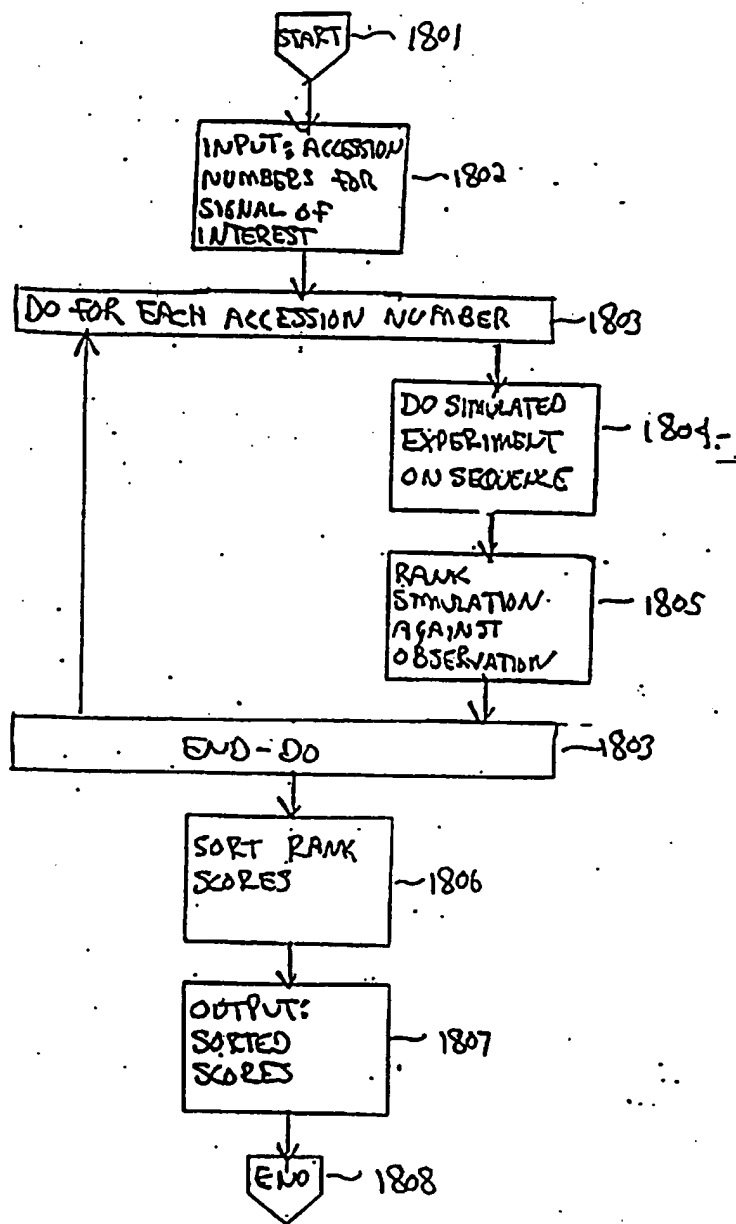 START 1801
INPUT: ACCESSION
NUMBERS FOR
SIGNAL OF
INTEREST
1802
DO FOR EACH ACCESSION NUMBER 1803
DO SIMULATED
EXPERIMENT
ON SEQUENCE
1804
RANK
SIMULATION
AGAINST
OBSERVATION
1805
END-DO 1803
SORT RANK
SCORES
1806
OUTPUT:
SORTED
SCORES
1807
END 1808